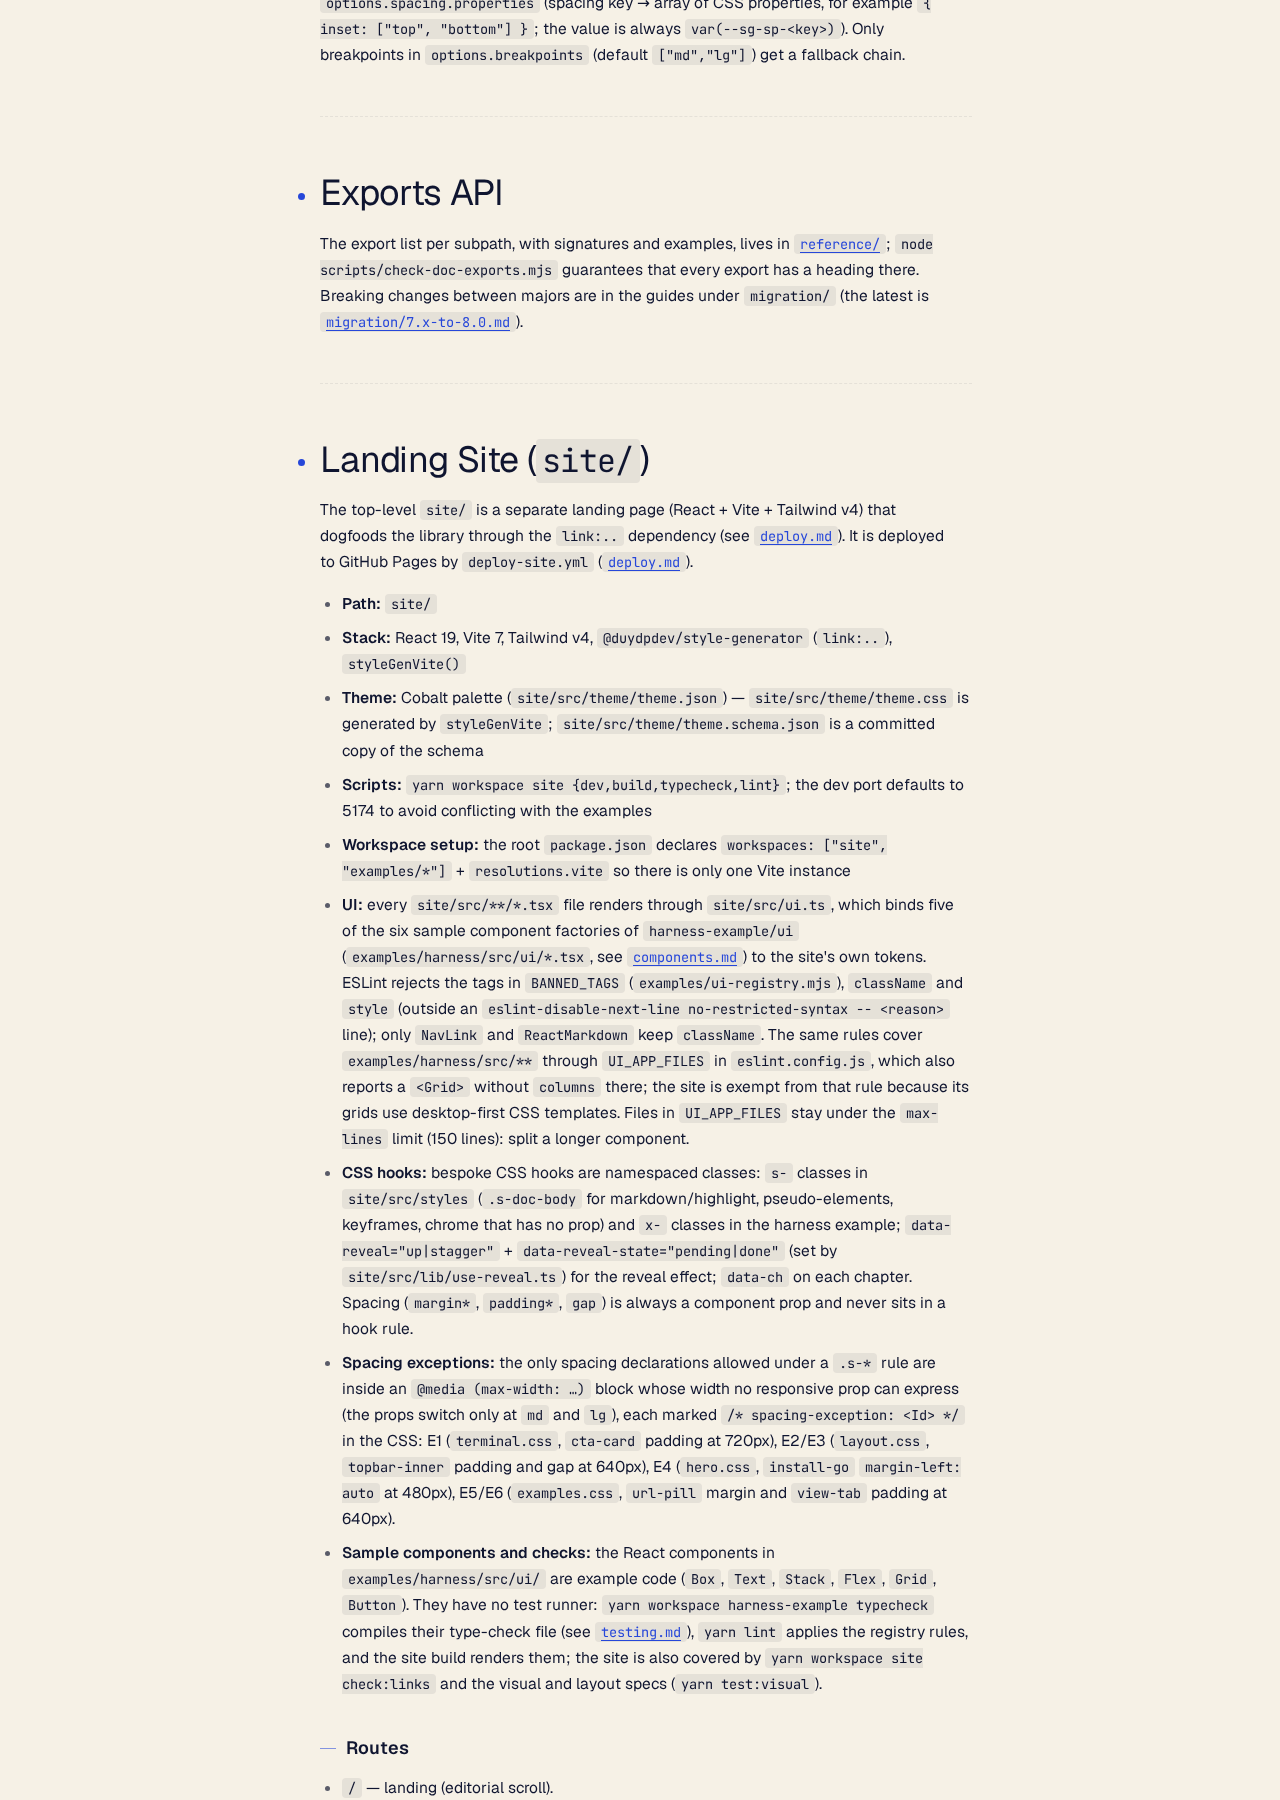 options.spacing.properties (spacing key → array of CSS properties, for example {
inset: ["top", "bottom"] } ; the value is always var(--sg-sp-<key>) ). Only
breakpoints in options.breakpoints (default ["md","lg"] ) get a fallback chain.
Exports API
The export list per subpath, with signatures and examples, lives in reference/ ; node
scripts/check-doc-exports.mjs guarantees that every export has a heading there.
Breaking changes between majors are in the guides under migration/ (the latest is
migration/7.x-to-8.0.md ).
Landing Site (site/)
The top-level site/ is a separate landing page (React + Vite + Tailwind v4) that
dogfoods the library through the link:.. dependency (see deploy.md ). It is deployed
to GitHub Pages by deploy-site.yml ( deploy.md ).
• Path: site/
• Stack: React 19, Vite 7, Tailwind v4, @duydpdev/style-generator ( link:.. ),
styleGenVite()
• Theme: Cobalt palette ( site/src/theme/theme.json ) — site/src/theme/theme.css is
generated by styleGenVite ; site/src/theme/theme.schema.json is a committed
copy of the schema
• Scripts: yarn workspace site {dev,build,typecheck,lint} ; the dev port defaults to
5174 to avoid conflicting with the examples
• Workspace setup: the root package.json declares workspaces: ["site",
"examples/*"] + resolutions.vite so there is only one Vite instance
• UI: every site/src/**/*.tsx file renders through site/src/ui.ts , which binds five
of the six sample component factories of harness-example/ui
( examples/harness/src/ui/*.tsx , see components.md ) to the site's own tokens.
ESLint rejects the tags in BANNED_TAGS ( examples/ui-registry.mjs ), className and
style (outside an eslint-disable-next-line no-restricted-syntax -- <reason>
line); only NavLink and ReactMarkdown keep className . The same rules cover
examples/harness/src/** through UI_APP_FILES in eslint.config.js , which also
reports a <Grid> without columns there; the site is exempt from that rule because its
grids use desktop-first CSS templates. Files in UI_APP_FILES stay under the max-
lines limit (150 lines): split a longer component.
• CSS hooks: bespoke CSS hooks are namespaced classes: s- classes in
site/src/styles ( .s-doc-body for markdown/highlight, pseudo-elements,
keyframes, chrome that has no prop) and x- classes in the harness example; data-
reveal="up|stagger" + data-reveal-state="pending|done" (set by
site/src/lib/use-reveal.ts ) for the reveal effect; data-ch on each chapter.
Spacing ( margin* , padding* , gap ) is always a component prop and never sits in a
hook rule.
• Spacing exceptions: the only spacing declarations allowed under a .s-* rule are
inside an @media (max-width: …) block whose width no responsive prop can express
(the props switch only at md and lg ), each marked /* spacing-exception: <Id> */
in the CSS: E1 ( terminal.css , cta-card padding at 720px), E2/E3 ( layout.css ,
topbar-inner padding and gap at 640px), E4 ( hero.css , install-go margin-left:
auto at 480px), E5/E6 ( examples.css , url-pill margin and view-tab padding at
640px).
• Sample components and checks: the React components in
examples/harness/src/ui/ are example code ( Box , Text , Stack , Flex , Grid ,
Button ). They have no test runner: yarn workspace harness-example typecheck
compiles their type-check file (see testing.md ), yarn lint applies the registry rules,
and the site build renders them; the site is also covered by yarn workspace site
check:links and the visual and layout specs ( yarn test:visual ).
— Routes
• / — landing (editorial scroll).